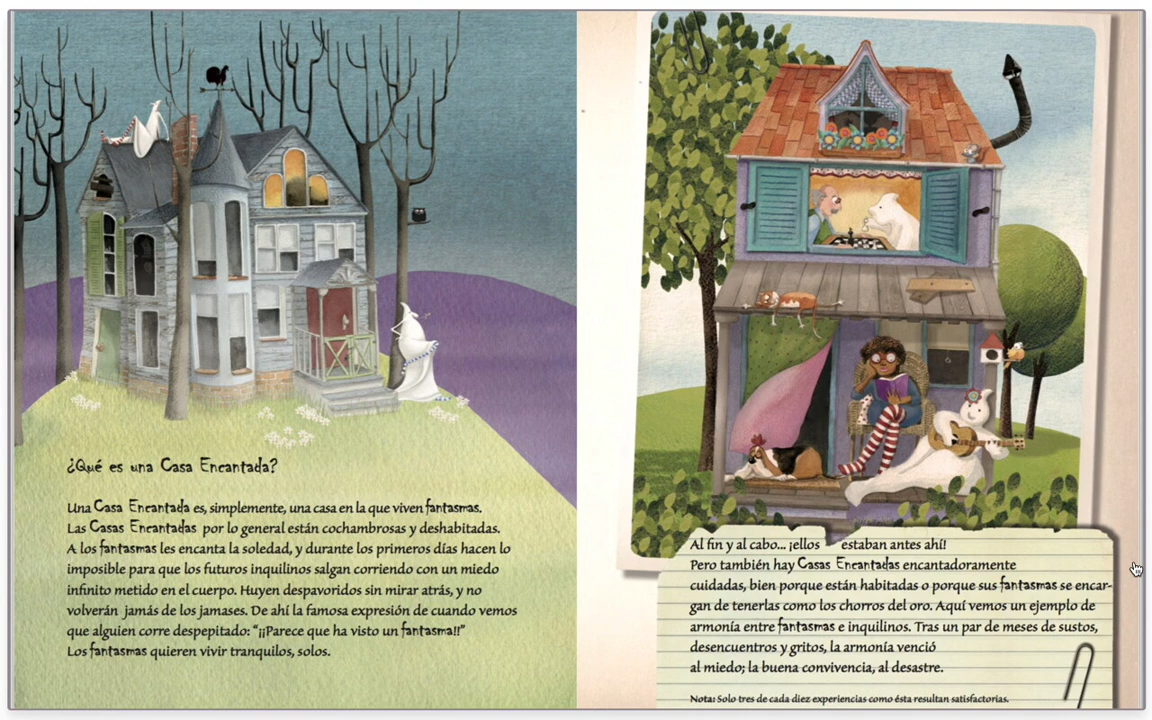 ¿Qué es una Casa Encantada?
Una Casa Encantada es, simplemente, una casa en la que viven fantasmas.
Las Casas Encantadas por lo general están cochambrosas y deshabitadas.
A los fantasmas les encanta la soledad, y durante los primeros días hacen lo
imposible para que los futuros inquilinos salgan corriendo con un miedo
infinito metido en el cuerpo. Huyen despavoridos sin mirar atrás, y no
volverán jamás de los jamases. De ahí la famosa expresión de cuando vemos
que alguien corre despepitado: “¡¡Parece que ha visto un fantasma!!”
Los fantasmas quieren vivir tranquilos, solos.
Al fin y al cabo... ¡ellos estaban antes ahí!
Pero también hay Casas Encantadas encantadoramente
cuidadas, bien porque están habitadas o porque sus fantasmas se encar-
gan de tenerlas como los chorros del oro. Aquí vemos un ejemplo de
armonía entre fantasmas e inquilinos. Tras un par de meses de sustos,
desencuentros y gritos, la armonía venció
al miedo; la buena convivencia, al desastre.
Nota: Solo tres de cada diez experiencias como ésta resultan satisfactorias.